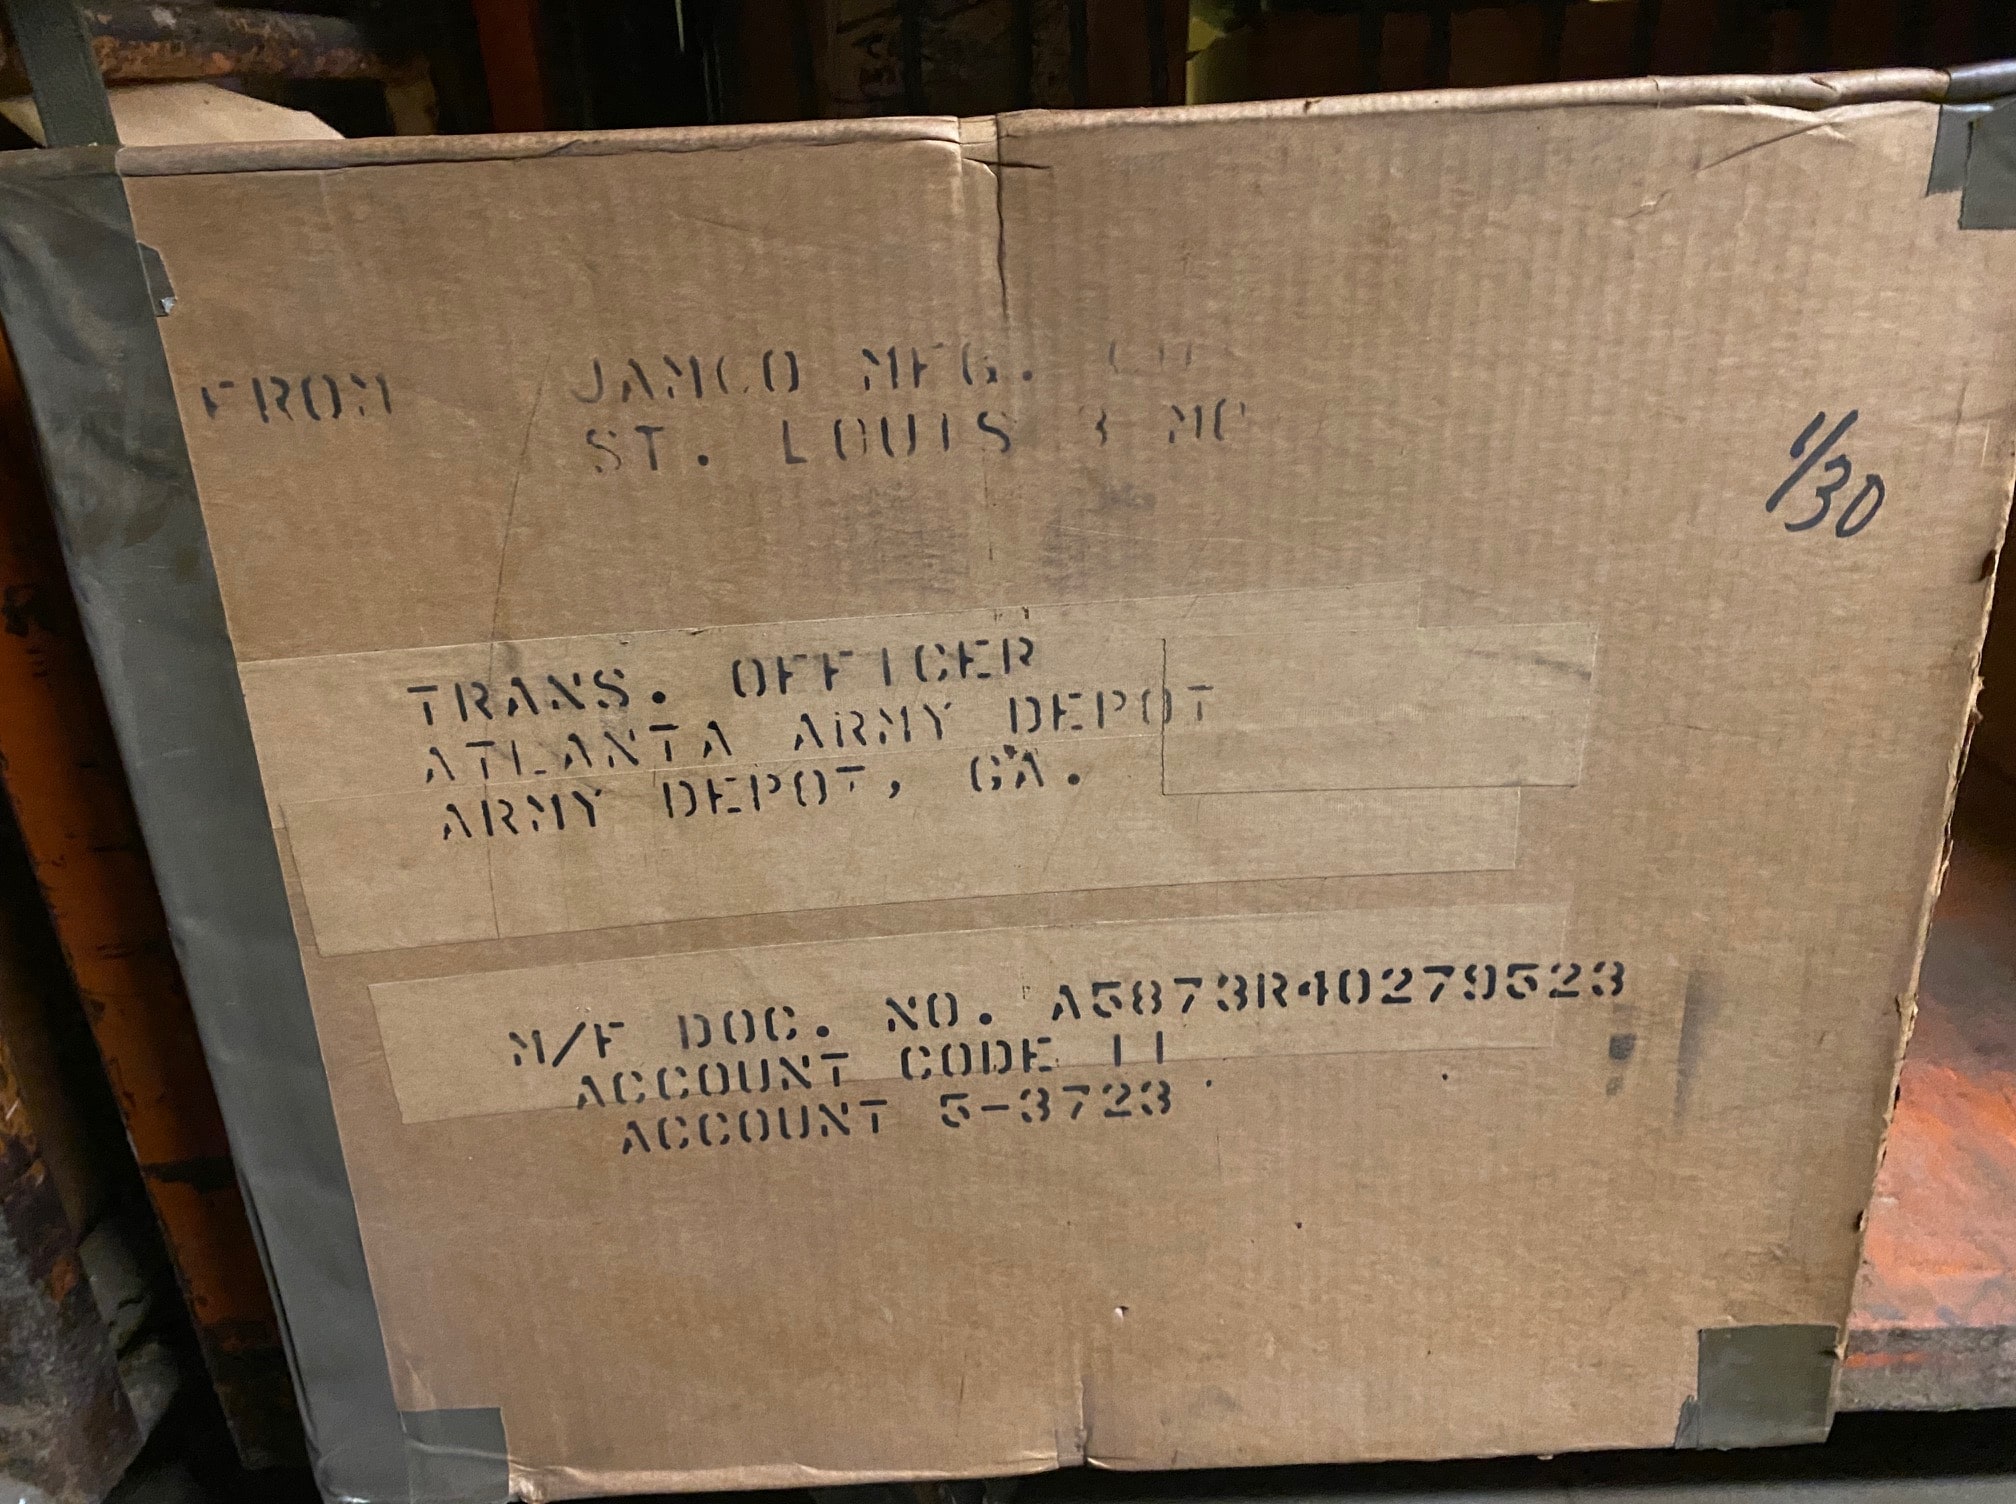 FROM JAMCO MFG. CO
ST. LOUIS 3 MO
1/30
TRANS. OFFICER
ATLANTA ARMY DEPOT
ARMY DEPOT, GA.
M/F DOC. NO. A5873R40279523
ACCOUNT CODE 11
ACCOUNT 5-3723